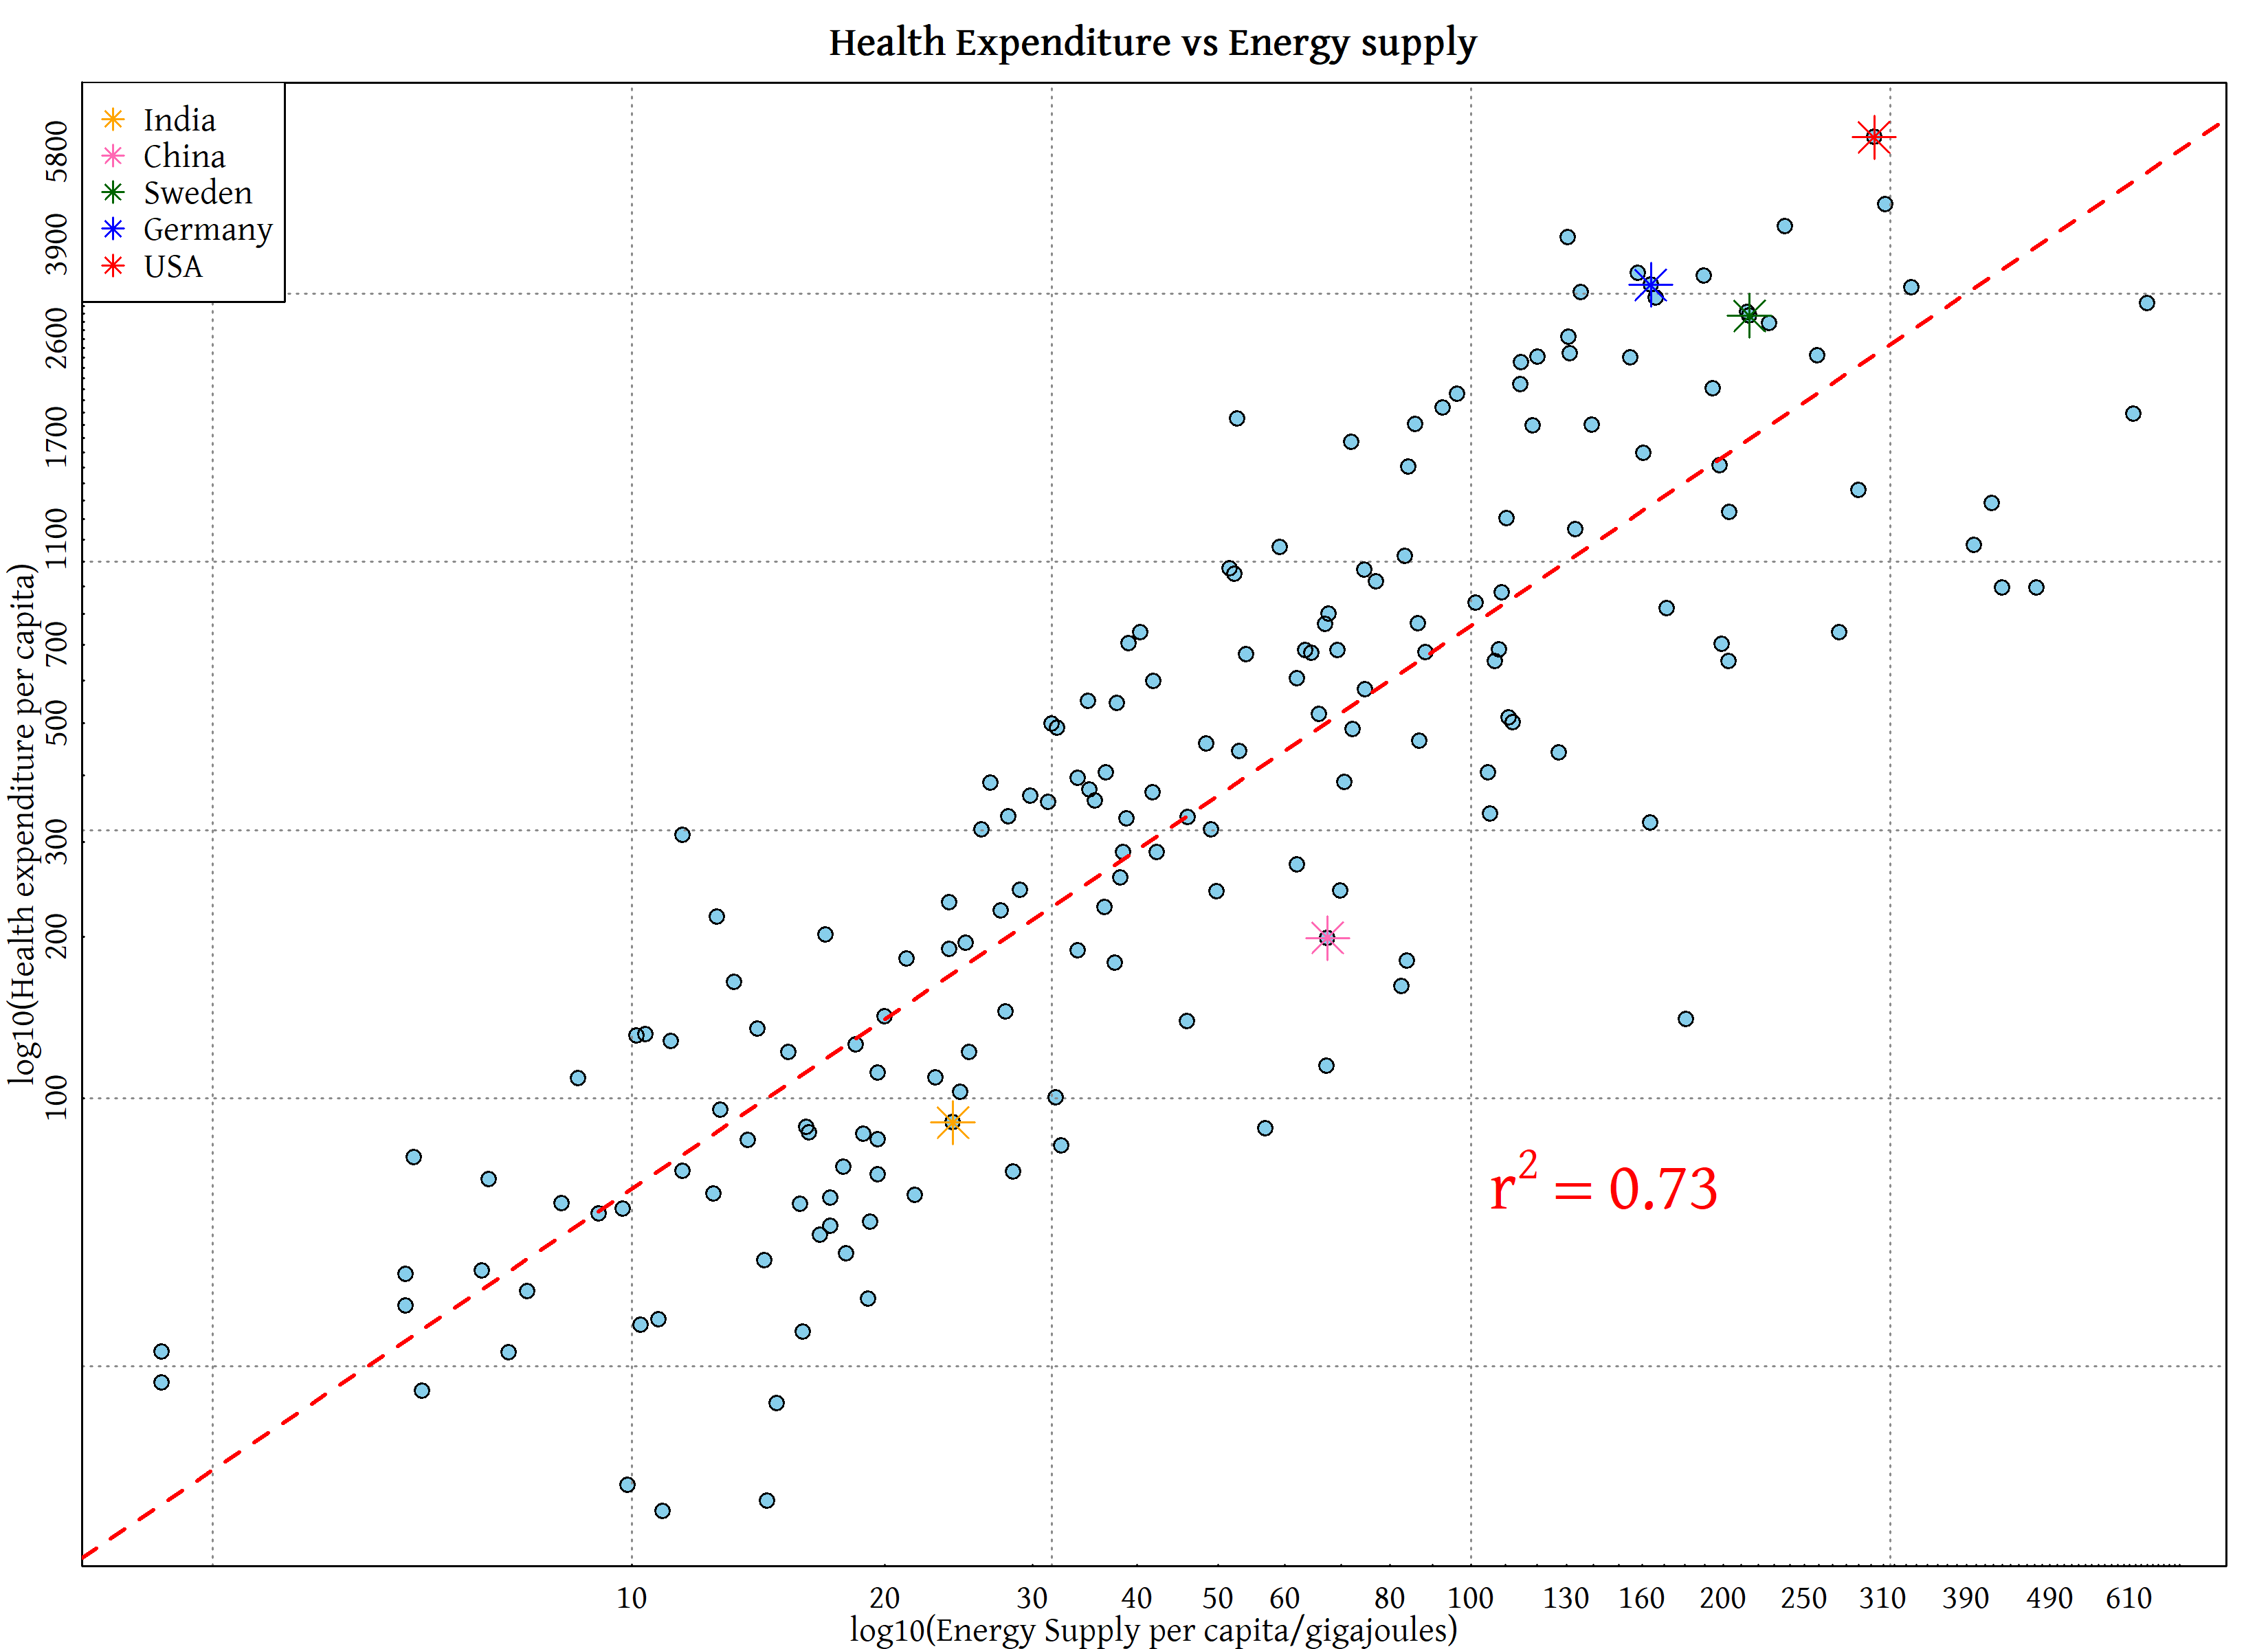 Health Expenditure vs Energy supply
India
China
Sweden
Germany
USA
log10(Health expenditure per capita)
5800
3900
2600
1700
1100
700
500
300
200
100
r² = 0.73
10 20 30 40 50 60 80 100 130 160 200 250 310 390 490 610
log10(Energy Supply per capita/gigajoules)